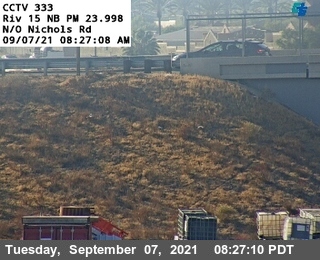 CCTV 333
Riv 15 NB PM 23.998
N/O Nichols Rd
09/07/21 08:27:08 AM
Tuesday, September 07, 2021 08:27:10 PDT